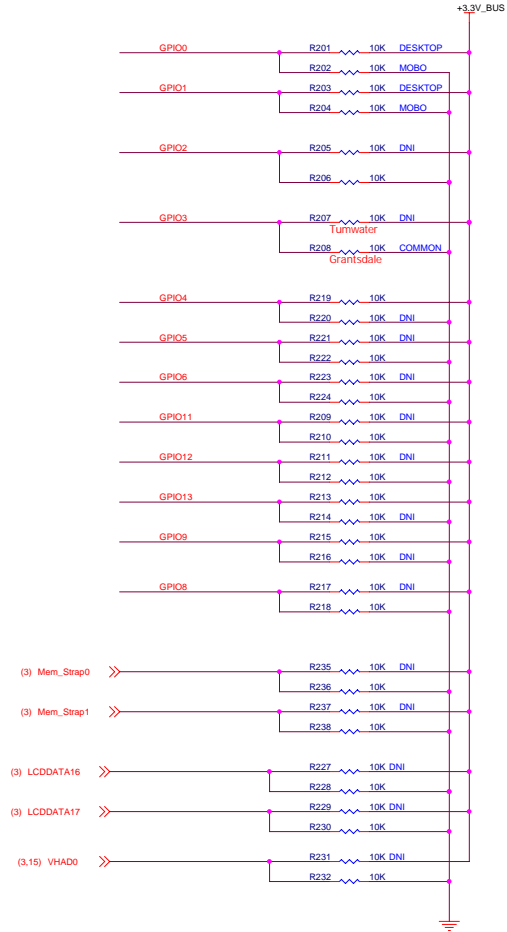 +3.3V_BUS
GPIO0 R201 10K DESKTOP
R202 10K MOBO
GPIO1 R203 10K DESKTOP
R204 10K MOBO
GPIO2 R205 10K DNI
R206 10K
GPIO3 R207 10K DNI
Tumwater
R208 10K COMMON
Grantsdale
GPIO4 R219 10K
R220 10K DNI
GPIO5 R221 10K DNI
R222 10K
GPIO6 R223 10K DNI
R224 10K
GPIO11 R209 10K DNI
R210 10K
GPIO12 R211 10K DNI
R212 10K
GPIO13 R213 10K
R214 10K DNI
GPIO9 R215 10K
R216 10K DNI
GPIO8 R217 10K DNI
R218 10K
(3) Mem_Strap0 R235 10K DNI
R236 10K
(3) Mem_Strap1 R237 10K DNI
R238 10K
(3) LCDDATA16 R227 10K DNI
R228 10K
(3) LCDDATA17 R229 10K DNI
R230 10K
(3,15) VHAD0 R231 10K DNI
R232 10K